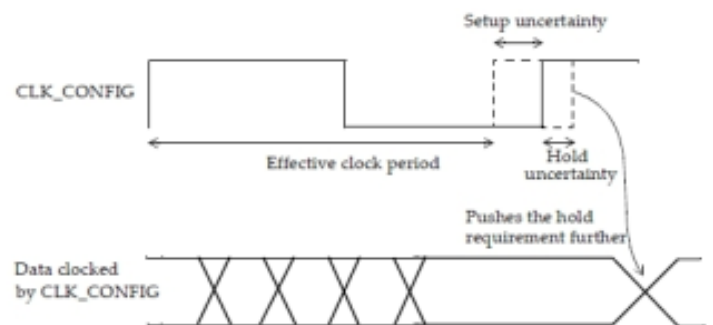 Setup uncertainty
CLK_CONFIG
Effective clock period
Hold
uncertainty
Pushes the hold
requirement further
Data clocked
by CLK_CONFIG